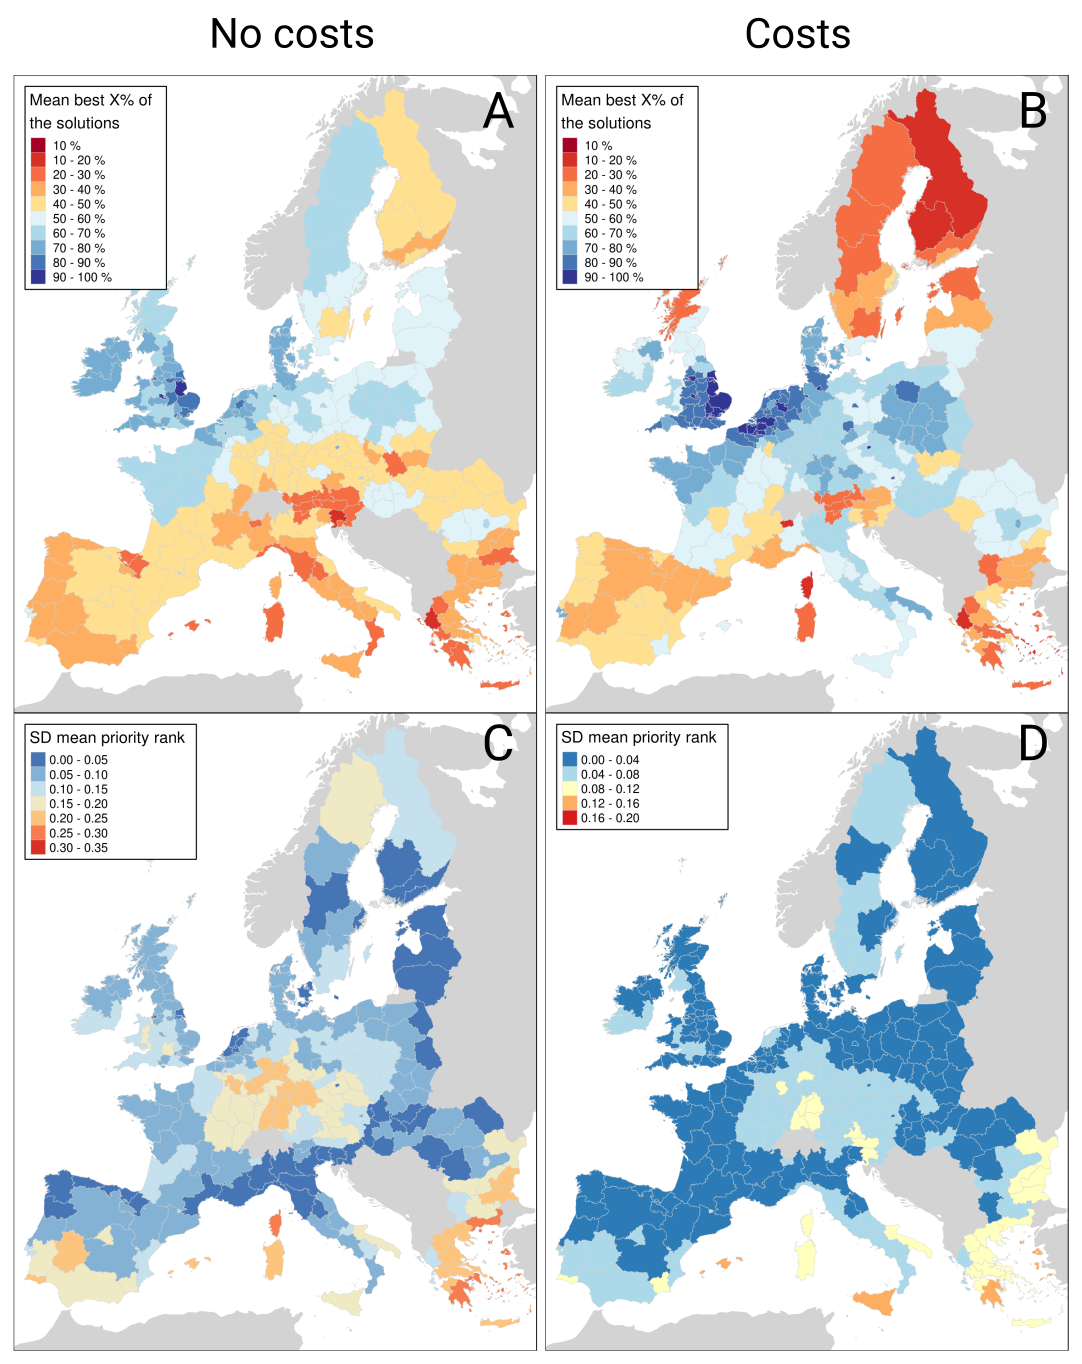 No costs
Costs
Mean best X% of
the solutions
10 %
10 - 20 %
20 - 30 %
30 - 40 %
40 - 50 %
50 - 60 %
60 - 70 %
70 - 80 %
80 - 90 %
90 - 100 %
A
Mean best X% of
the solutions
10 %
10 - 20 %
20 - 30 %
30 - 40 %
40 - 50 %
50 - 60 %
60 - 70 %
70 - 80 %
80 - 90 %
90 - 100 %
B
SD mean priority rank
0.00 - 0.05
0.05 - 0.10
0.10 - 0.15
0.15 - 0.20
0.20 - 0.25
0.25 - 0.30
0.30 - 0.35
C
SD mean priority rank
0.00 - 0.04
0.04 - 0.08
0.08 - 0.12
0.12 - 0.16
0.16 - 0.20
D